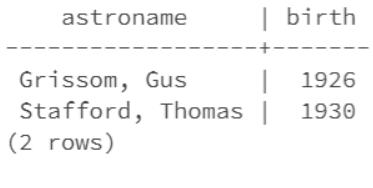 astroname | birth
------------------+-------
Grissom, Gus | 1926
Stafford, Thomas | 1930
(2 rows)